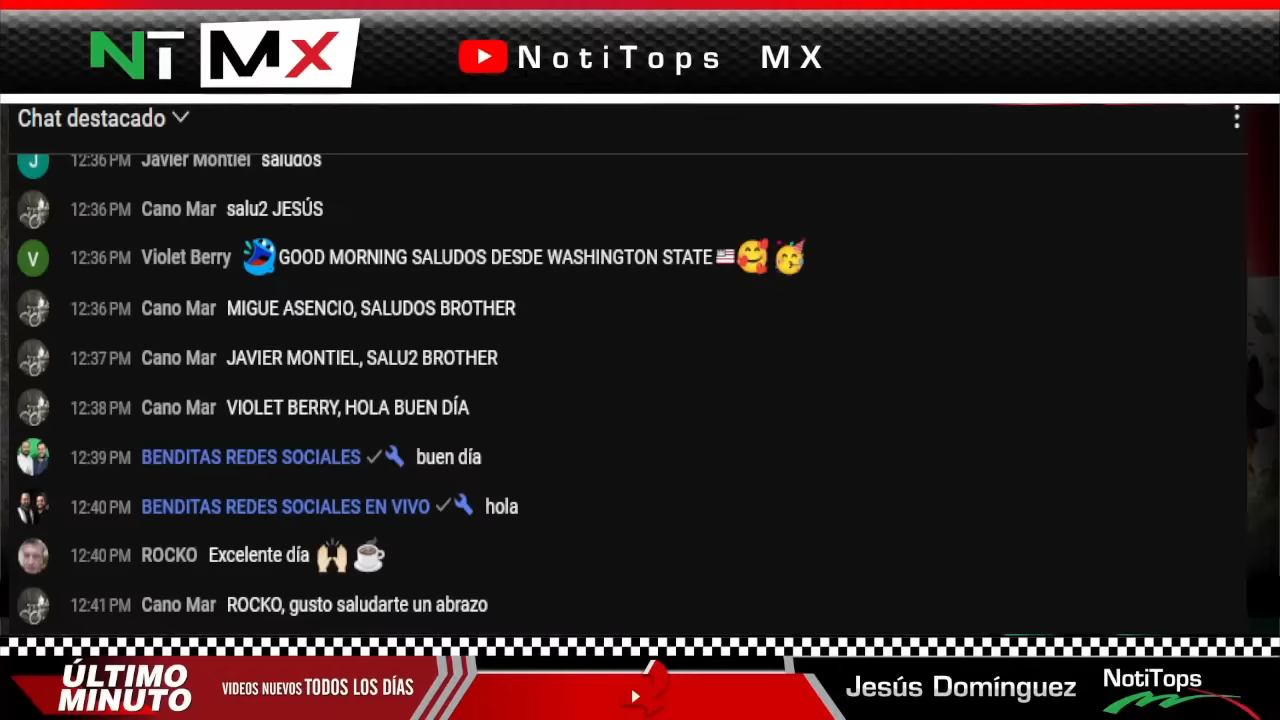 NT MX
NotiTops MX
Chat destacado
J 12:36 PM Javier Montiel saludos
12:36 PM Cano Mar salu2 JESÚS
V 12:36 PM Violet Berry GOOD MORNING SALUDOS DESDE WASHINGTON STATE
12:36 PM Cano Mar MIGUE ASENCIO, SALUDOS BROTHER
12:37 PM Cano Mar JAVIER MONTIEL, SALU2 BROTHER
12:38 PM Cano Mar VIOLET BERRY, HOLA BUEN DÍA
12:39 PM BENDITAS REDES SOCIALES buen día
12:40 PM BENDITAS REDES SOCIALES EN VIVO hola
12:40 PM ROCKO Excelente día
12:41 PM Cano Mar ROCKO, gusto saludarte un abrazo
ÚLTIMO
MINUTO
VIDEOS NUEVOS TODOS LOS DÍAS
Jesús Domínguez
NotiTops